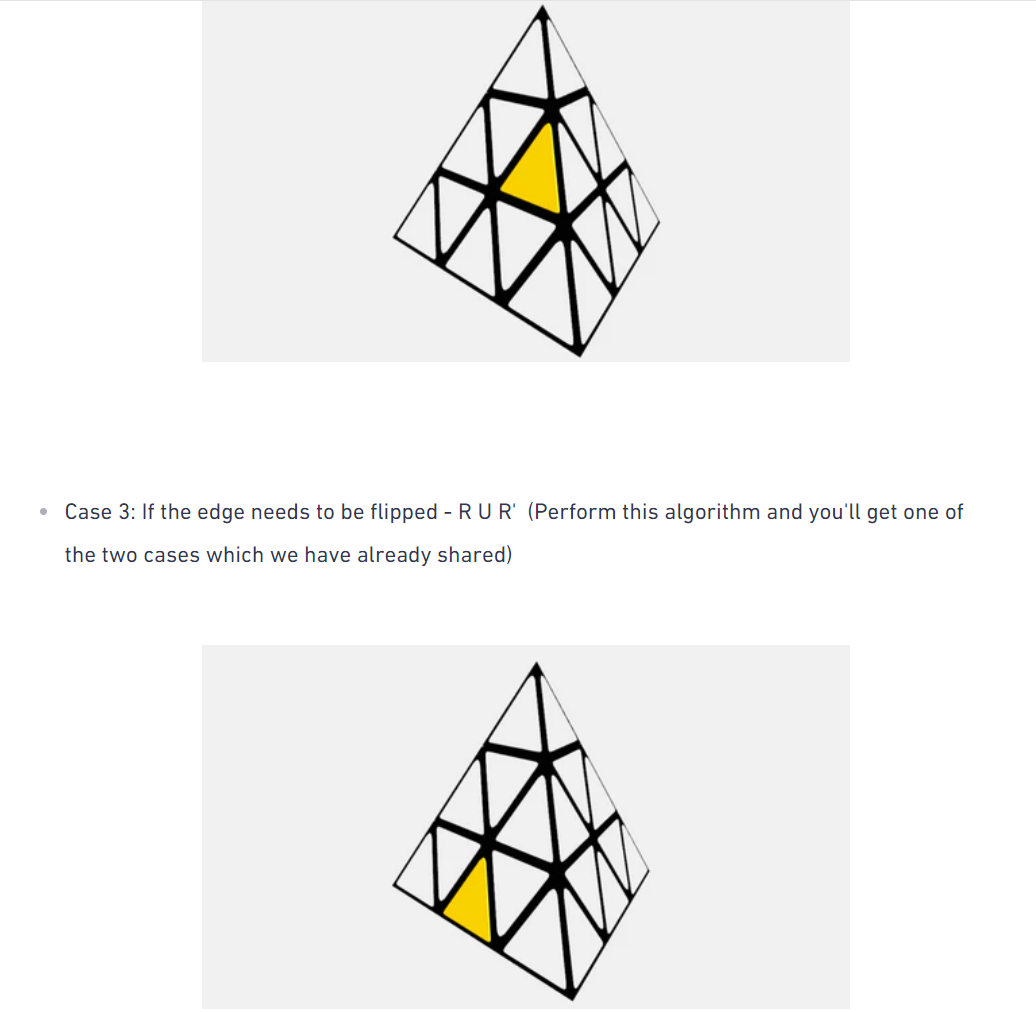 Case 3: If the edge needs to be flipped - R U R' (Perform this algorithm and you'll get one of
the two cases which we have already shared)